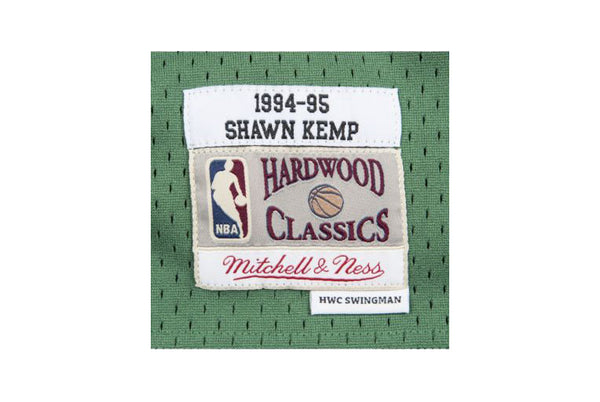 1994-95
SHAWN KEMP
HARDWOOD
CLASSICS
NBA
Mitchell & Ness
HWC SWINGMAN